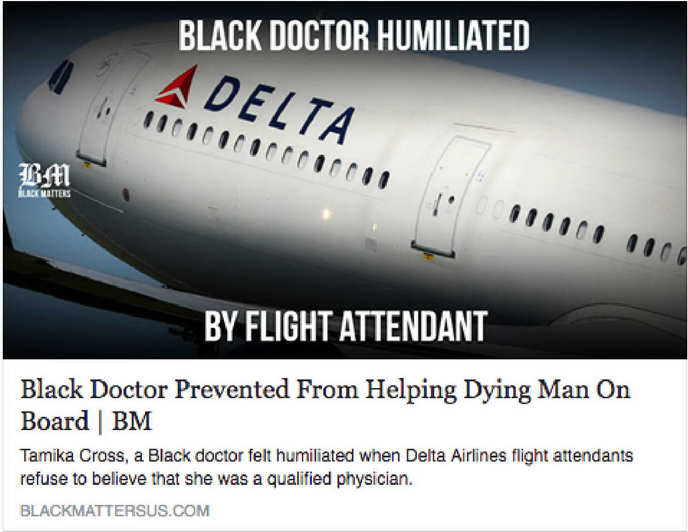 BLACK DOCTOR HUMILIATED
DELTA
BM
BLACK MATTERS
BY FLIGHT ATTENDANT
Black Doctor Prevented From Helping Dying Man On
Board | BM
Tamika Cross, a Black doctor felt humiliated when Delta Airlines flight attendants
refuse to believe that she was a qualified physician.
BLACKMATTERSUS.COM